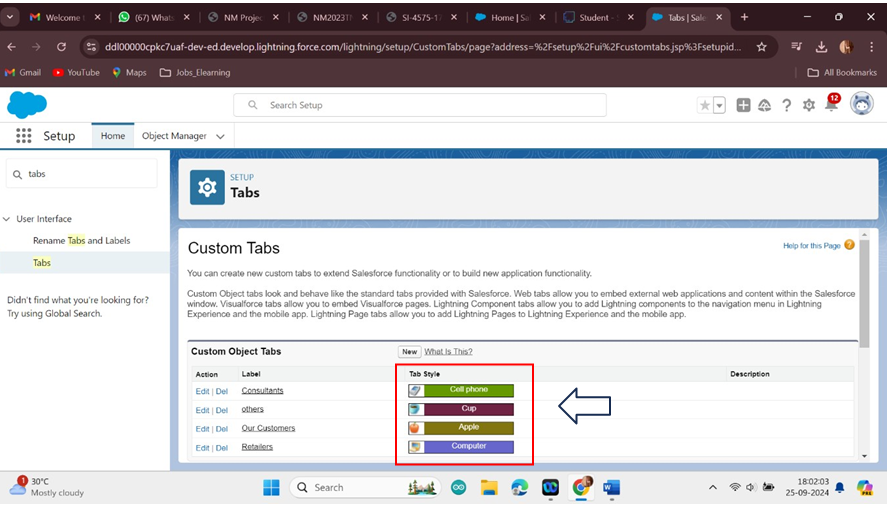 Welcome
(67) What
NM Projec
NM2023TM
SI-4575-17
Home | Sa
Student -
Tabs | Sale
ddl00000cpkc7uaf-dev-ed.develop.lightning.force.com/lightning/setup/CustomTabs/page?address=%2Fsetup%2Fui%2Fcustomtabs.jsp%3Fsetupid...
Gmail
YouTube
Maps
Jobs_Elearning
All Bookmarks
Search Setup
12
Setup
Home
Object Manager
tabs
SETUP
Tabs
User Interface
Rename Tabs and Labels
Tabs
Didn't find what you're looking for?
Try using Global Search.
Custom Tabs
Help for this Page ?
You can create new custom tabs to extend Salesforce functionality or to build new application functionality.
Custom Object tabs look and behave like the standard tabs provided with Salesforce. Web tabs allow you to embed external web applications and content within the Salesforce
window. Visualforce tabs allow you to embed Visualforce pages. Lightning Component tabs allow you to add Lightning components to the navigation menu in Lightning
Experience and the mobile app. Lightning Page tabs allow you to add Lightning Pages to Lightning Experience and the mobile app.
Custom Object Tabs
New
What Is This?
Action Label Tab Style Description
Edit | Del Consultants Cell phone
Edit | Del others Cup
Edit | Del Our Customers Apple
Edit | Del Retailers Computer
1
30°C
Mostly cloudy
Search
18:02:03
25-09-2024